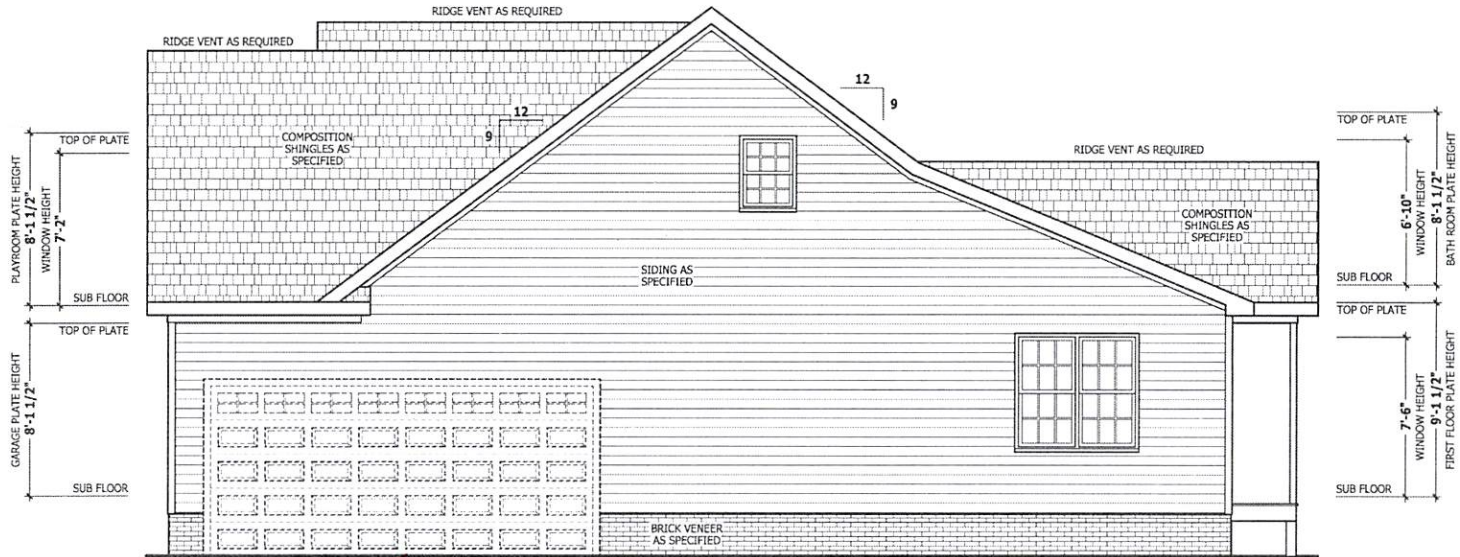 RIDGE VENT AS REQUIRED
RIDGE VENT AS REQUIRED
12
9
12
9
TOP OF PLATE
COMPOSITION
SHINGLES AS
SPECIFIED
PLAYROOM PLATE HEIGHT
8'-1 1/2"
WINDOW HEIGHT
7'-2"
SUB FLOOR
TOP OF PLATE
GARAGE PLATE HEIGHT
8'-1 1/2"
SUB FLOOR
SIDING AS
SPECIFIED
BRICK VENEER
AS SPECIFIED
RIDGE VENT AS REQUIRED
COMPOSITION
SHINGLES AS
SPECIFIED
TOP OF PLATE
6'-10"
WINDOW HEIGHT
8'-1 1/2"
BATH ROOM PLATE HEIGHT
SUB FLOOR
TOP OF PLATE
7'-6"
WINDOW HEIGHT
9'-1 1/2"
FIRST FLOOR PLATE HEIGHT
SUB FLOOR